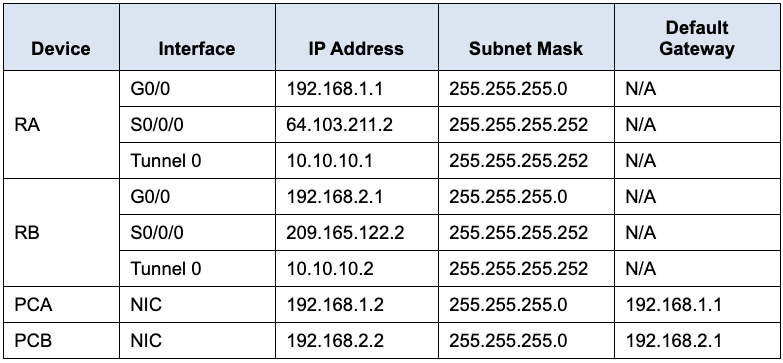 Device Interface IP Address Subnet Mask Default Gateway
RA G0/0 192.168.1.1 255.255.255.0 N/A
S0/0/0 64.103.211.2 255.255.255.252 N/A
Tunnel 0 10.10.10.1 255.255.255.252 N/A
RB G0/0 192.168.2.1 255.255.255.0 N/A
S0/0/0 209.165.122.2 255.255.255.252 N/A
Tunnel 0 10.10.10.2 255.255.255.252 N/A
PCA NIC 192.168.1.2 255.255.255.0 192.168.1.1
PCB NIC 192.168.2.2 255.255.255.0 192.168.2.1